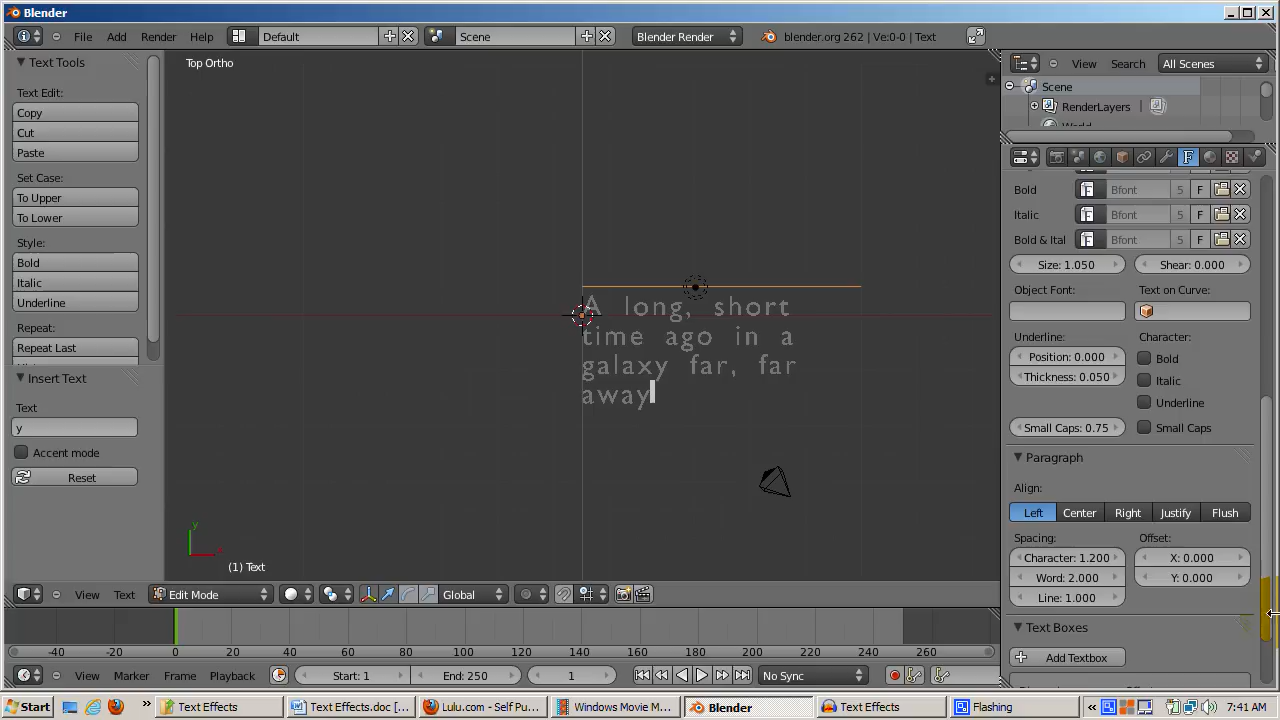 Blender
File Add Render Help Default Scene Blender Render blender.org 262 | Ve:0-0 | Text
Text Tools
Text Edit:
Copy
Cut
Paste
Set Case:
To Upper
To Lower
Style:
Bold
Italic
Underline
Repeat:
Repeat Last
Insert Text
Text
y
Accent mode
Reset
Top Ortho
A long, short
time ago in a
galaxy far, far
away
y
(1) Text
View Text Edit Mode Global
-40 -20 0 20 40 60 80 100 120 140 160 180 200 220 240 260
View Marker Frame Playback Start: 1 End: 250 1 No Sync
View Search All Scenes
Scene
RenderLayers
World
Bold Bfont 5 F
Italic Bfont 5 F
Bold & Ital Bfont 5 F
Size: 1.050 Shear: 0.000
Object Font: Text on Curve:
Underline: Character:
Position: 0.000 Bold
Thickness: 0.050 Italic
Underline
Small Caps: 0.75 Small Caps
Paragraph
Align:
Left Center Right Justify Flush
Spacing: Offset:
Character: 1.200 X: 0.000
Word: 2.000 Y: 0.000
Line: 1.000
Text Boxes
Add Textbox
Start Text Effects Text Effects.doc [... Lulu.com - Self Pu... Windows Movie M... Blender TextEffects Flashing 7:41 AM